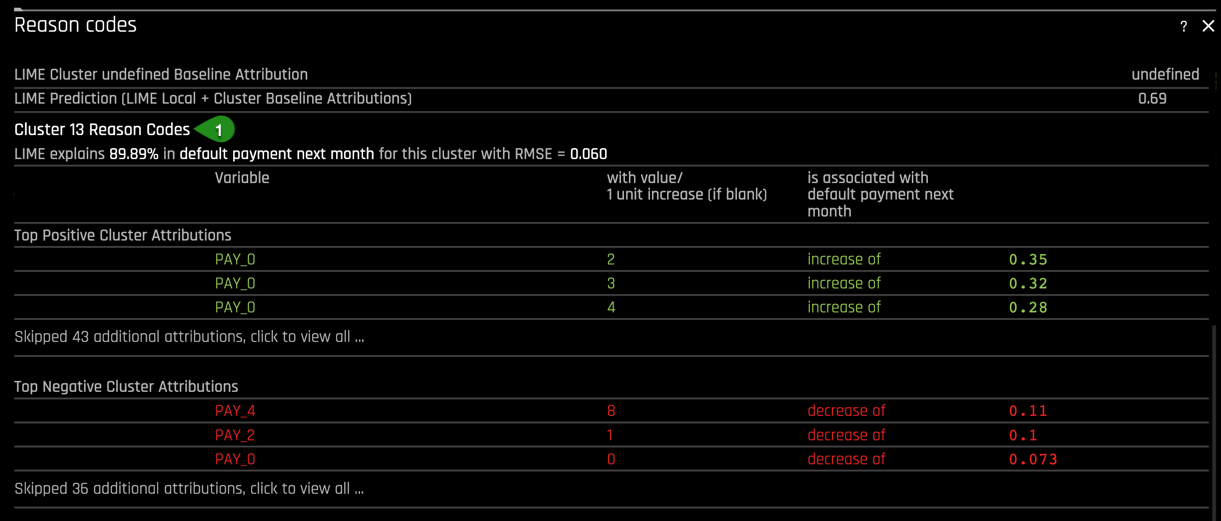 Reason codes
? ×
LIME Cluster undefined Baseline Attribution undefined
LIME Prediction (LIME Local + Cluster Baseline Attributions) 0.69
Cluster 13 Reason Codes 1
LIME explains 89.89% in default payment next month for this cluster with RMSE = 0.060
Variable with value/ is associated with
1 unit increase (if blank) default payment next
month
Top Positive Cluster Attributions
PAY_0 2 increase of 0.35
PAY_0 3 increase of 0.32
PAY_0 4 increase of 0.28
Skipped 43 additional attributions, click to view all ...
Top Negative Cluster Attributions
PAY_4 8 decrease of 0.11
PAY_2 1 decrease of 0.1
PAY_0 0 decrease of 0.073
Skipped 36 additional attributions, click to view all ...